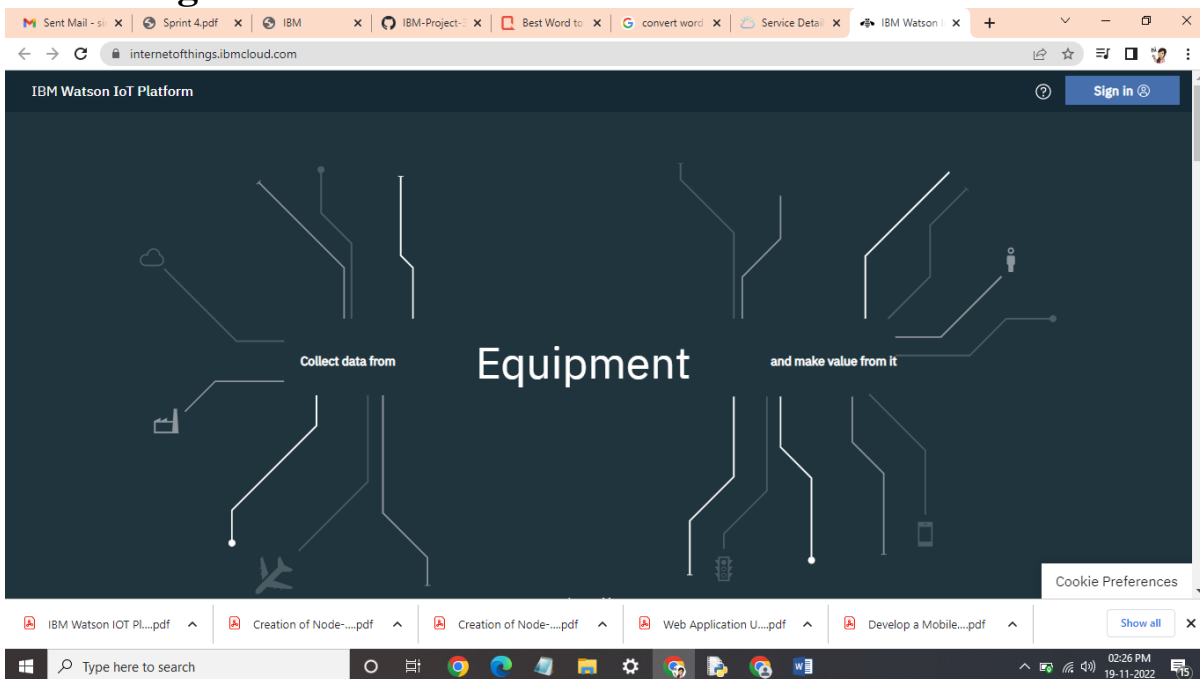 Sent Mail - si
Sprint 4.pdf
IBM
IBM-Project-3
Best Word to
convert word
Service Detail
IBM Watson I
internetofthings.ibmcloud.com
IBM Watson IoT Platform
Sign in
Collect data from
Equipment
and make value from it
Cookie Preferences
IBM Watson IOT Pl....pdf
Creation of Node-....pdf
Creation of Node-....pdf
Web Application U....pdf
Develop a Mobile....pdf
Show all
Type here to search
02:26 PM
19-11-2022
15